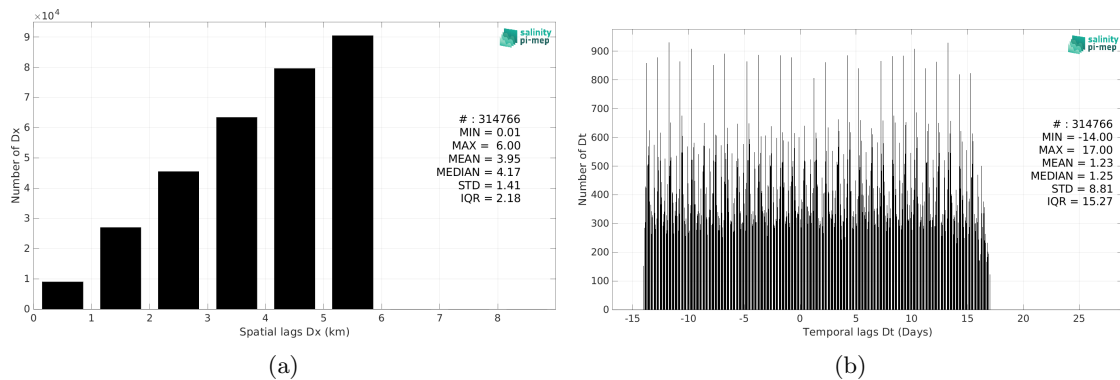 ×10⁴
9
8
7
6
5
4
3
2
1
0
Number of Dx
0 1 2 3 4 5 6 7 8
Spatial lags Dx (km)
salinity
pi-mep
# : 314766
MIN = 0.01
MAX = 6.00
MEAN = 3.95
MEDIAN = 4.17
STD = 1.41
IQR = 2.18
(a)
900
800
700
600
500
400
300
200
100
0
Number of Dt
-15 -10 -5 0 5 10 15 20 25
Temporal lags Dt (Days)
salinity
pi-mep
# : 314766
MIN = -14.00
MAX = 17.00
MEAN = 1.23
MEDIAN = 1.25
STD = 8.81
IQR = 15.27
(b)